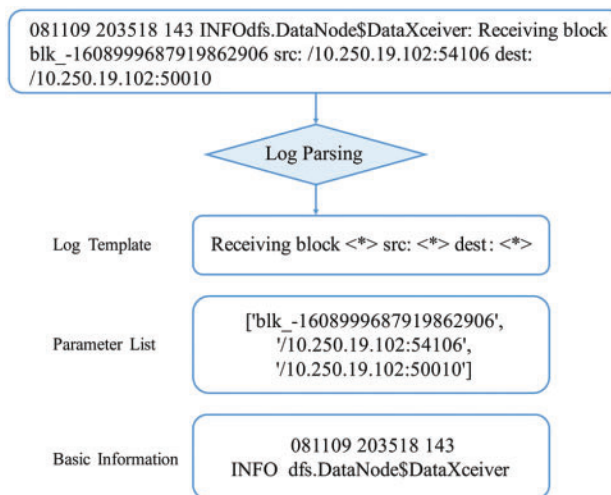 081109 203518 143 INFOdfs.DataNode$DataXceiver: Receiving block
blk_-1608999687919862906 src: /10.250.19.102:54106 dest:
/10.250.19.102:50010
Log Parsing
Log Template
Receiving block <*> src: <*> dest: <*>
Parameter List
['blk_-1608999687919862906',
'/10.250.19.102:54106',
'/10.250.19.102:50010']
Basic Information
081109 203518 143
INFO dfs.DataNode$DataXceiver